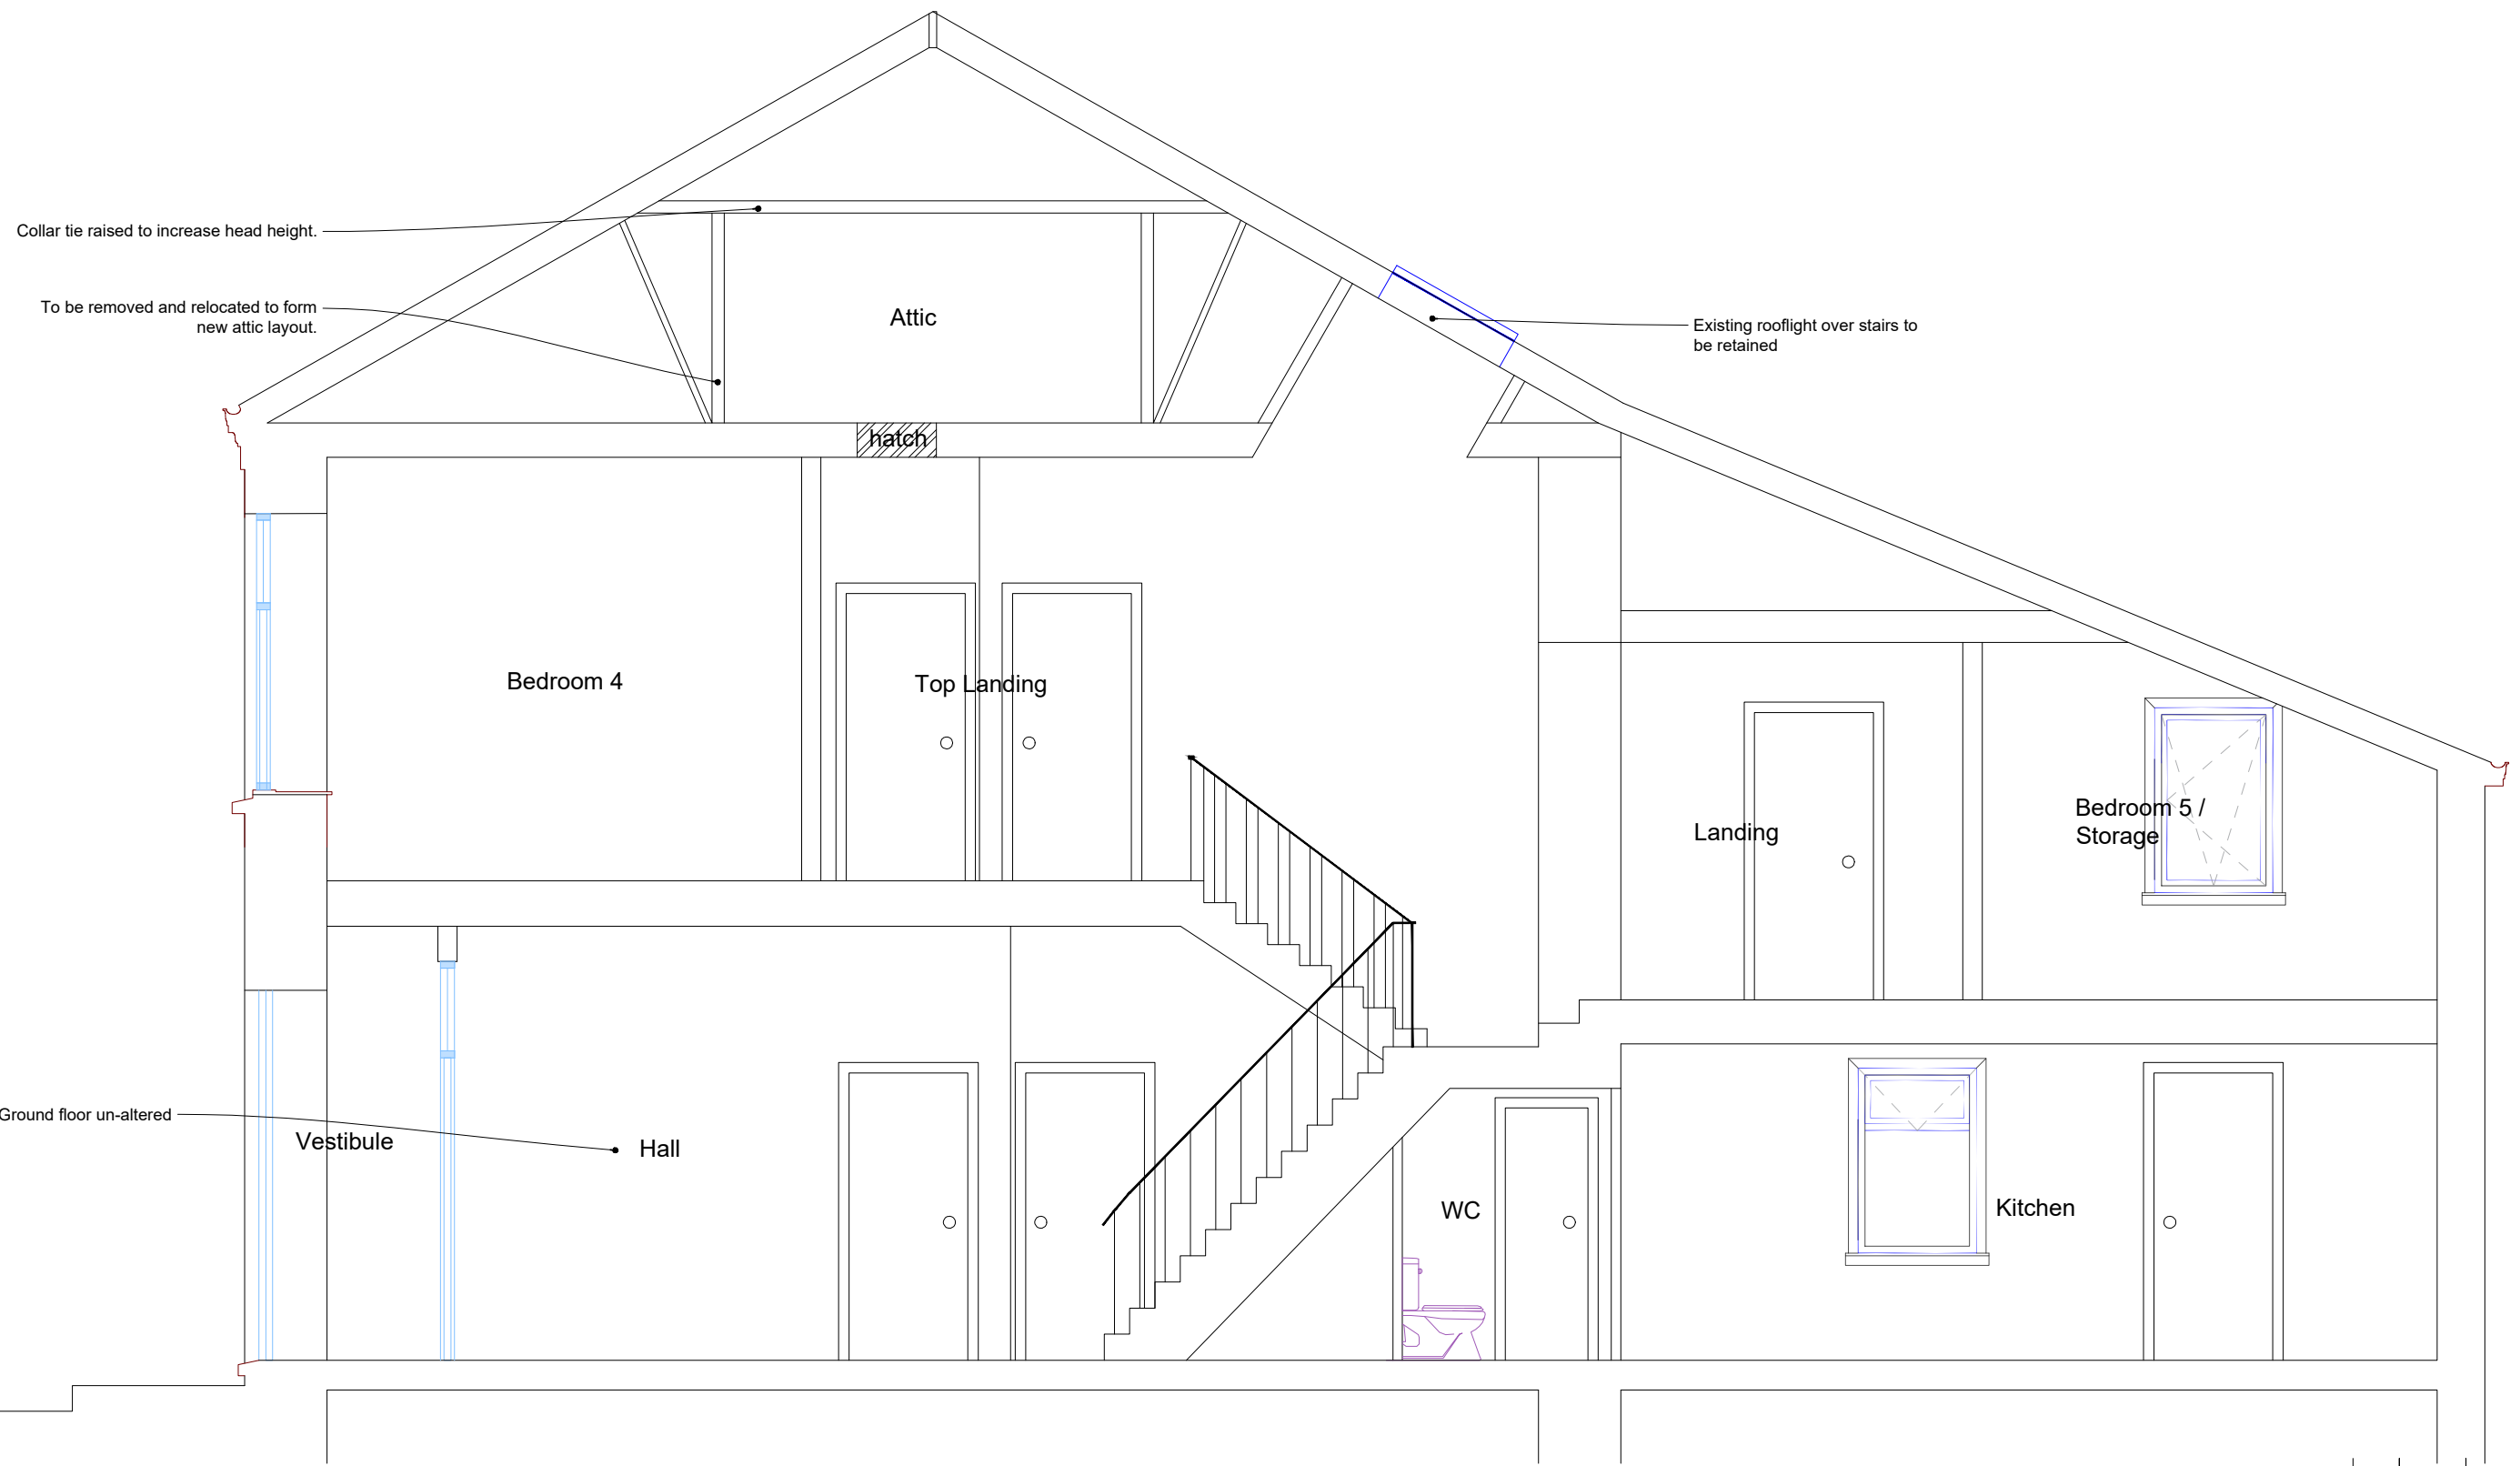 Collar tie raised to increase head height.
To be removed and relocated to form
new attic layout.
Attic
Existing rooflight over stairs to
be retained
hatch
Bedroom 4
Top Landing
Landing
Bedroom 5 /
Storage
Ground floor un-altered
Vestibule
Hall
WC
Kitchen